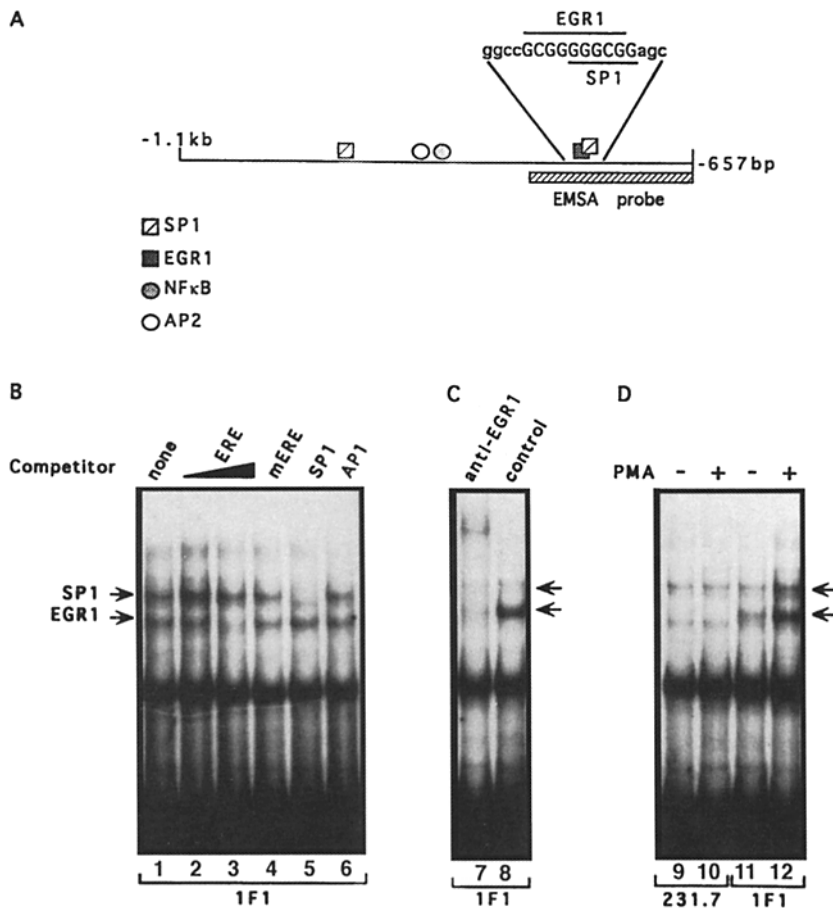 A
EGR1
ggccGCGGGGGCGGagc
SP1
-1.1kb
-657bp
EMSA probe
SP1
EGR1
NFκB
AP2
B
Competitor
none
ERE
mERE
SP1
AP1
SP1
EGR1
1 2 3 4 5 6
1F1
C
anti-EGR1
control
7 8
1F1
D
PMA - + - +
9 10 11 12
231.7 1F1